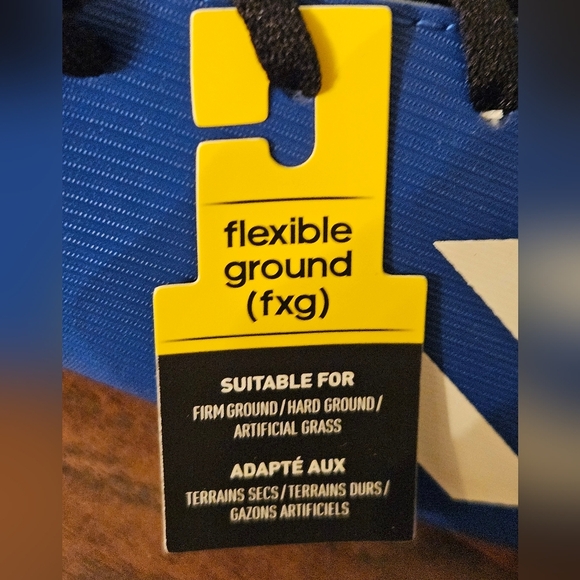 flexible
ground
(fxg)
SUITABLE FOR
FIRM GROUND / HARD GROUND /
ARTIFICIAL GRASS
ADAPTÉ AUX
TERRAINS SECS / TERRAINS DURS /
GAZONS ARTIFICIELS